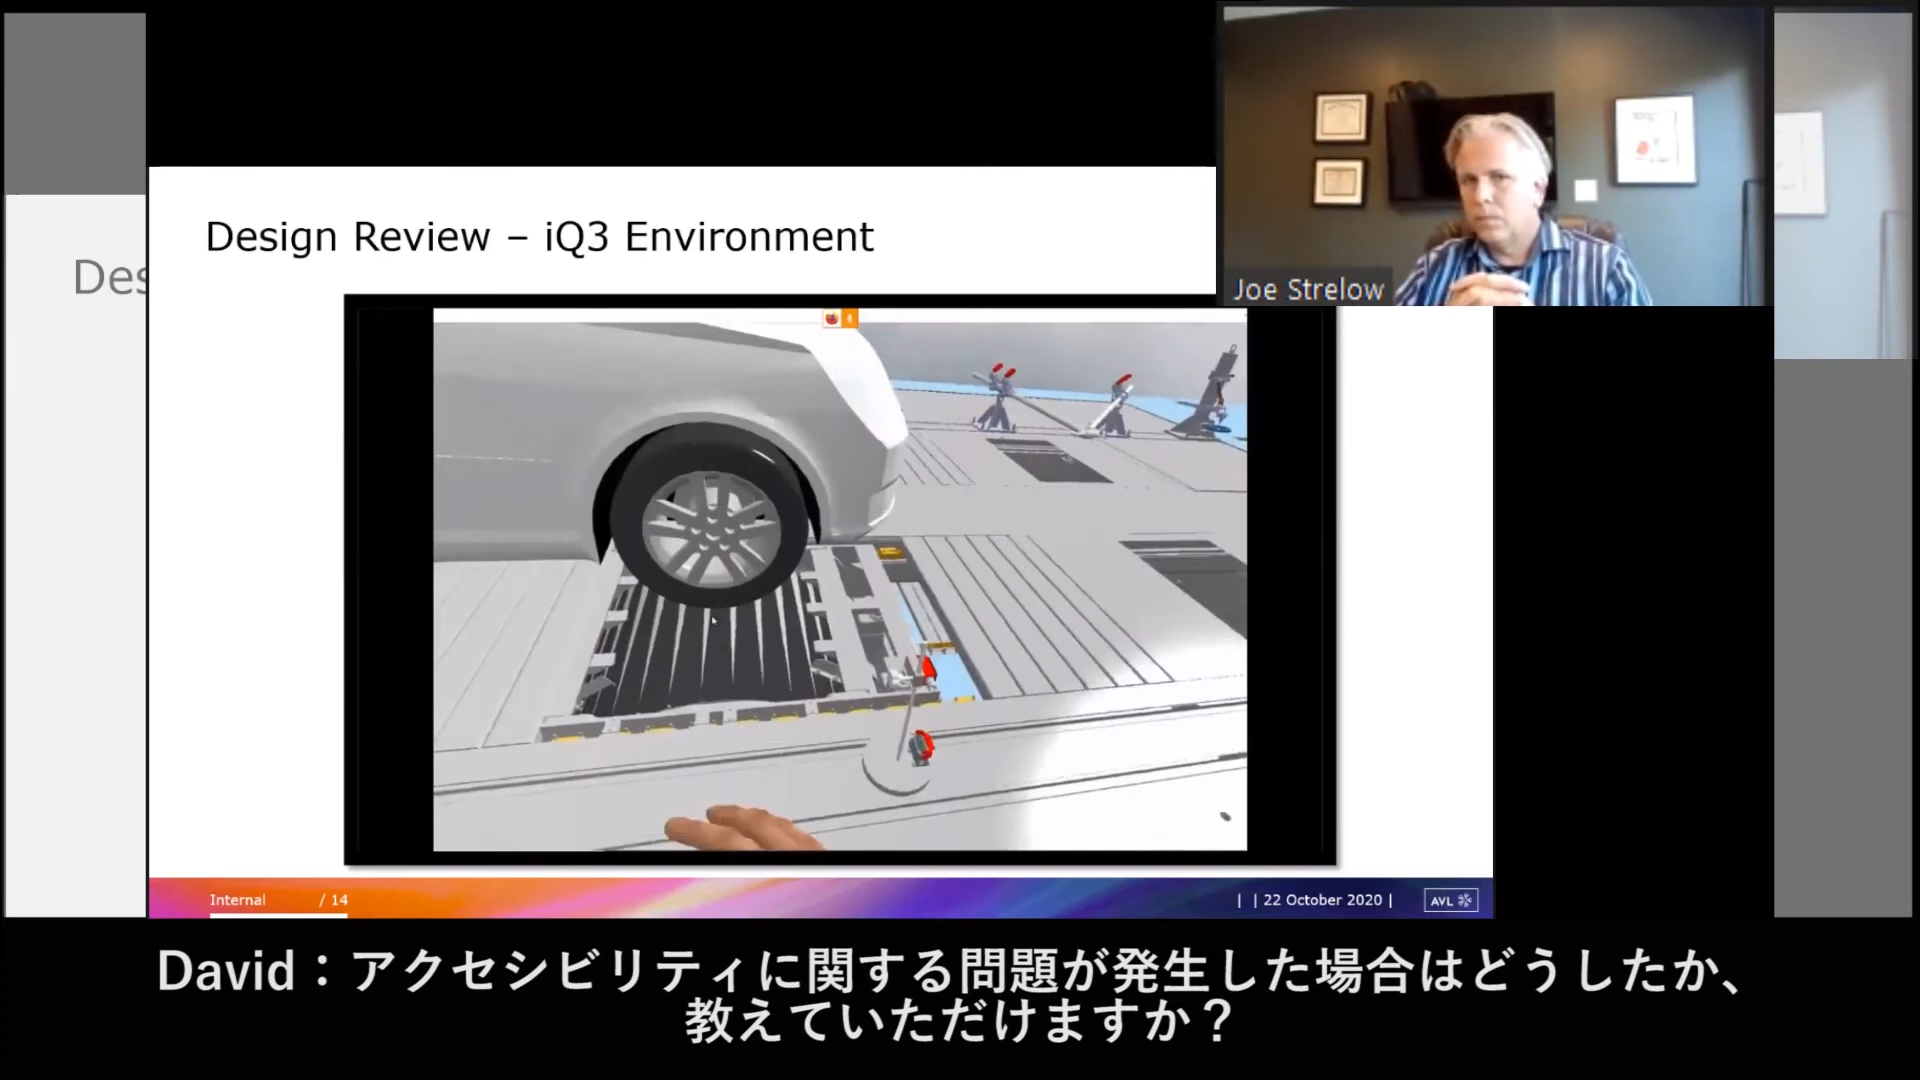 Des
Design Review – iQ3 Environment
Joe Strelow
Internal / 14
| | 22 October 2020 |
AVL
David：アクセシビリティに関する問題が発生した場合はどうしたか、
教えていただけますか？